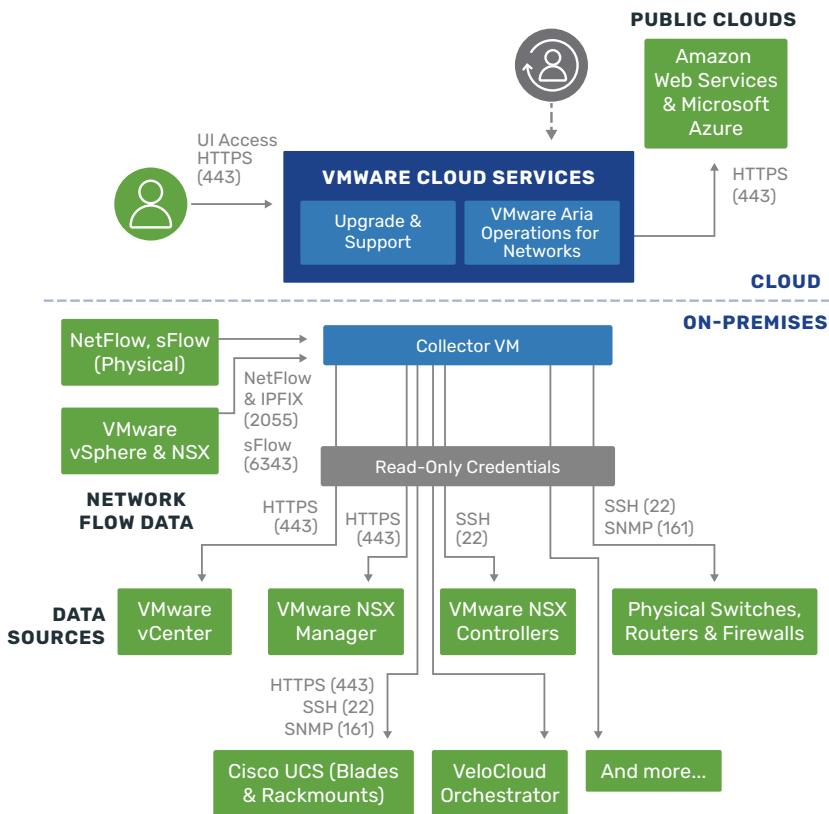 PUBLIC CLOUDS
Amazon
Web Services
& Microsoft
Azure
UI Access
HTTPS
(443)
VMWARE CLOUD SERVICES
Upgrade &
Support
VMware Aria
Operations for
Networks
HTTPS
(443)
CLOUD
ON-PREMISES
NetFlow, sFlow
(Physical)
Collector VM
NetFlow
& IPFIX
(2055)
VMware
vSphere & NSX
sFlow
(6343)
Read-Only Credentials
NETWORK
FLOW DATA
HTTPS
(443)
HTTPS
(443)
SSH
(22)
SSH (22)
SNMP (161)
DATA
SOURCES
VMware
vCenter
VMware NSX
Manager
VMware NSX
Controllers
Physical Switches,
Routers & Firewalls
HTTPS (443)
SSH (22)
SNMP (161)
Cisco UCS (Blades
& Rackmounts)
VeloCloud
Orchestrator
And more...